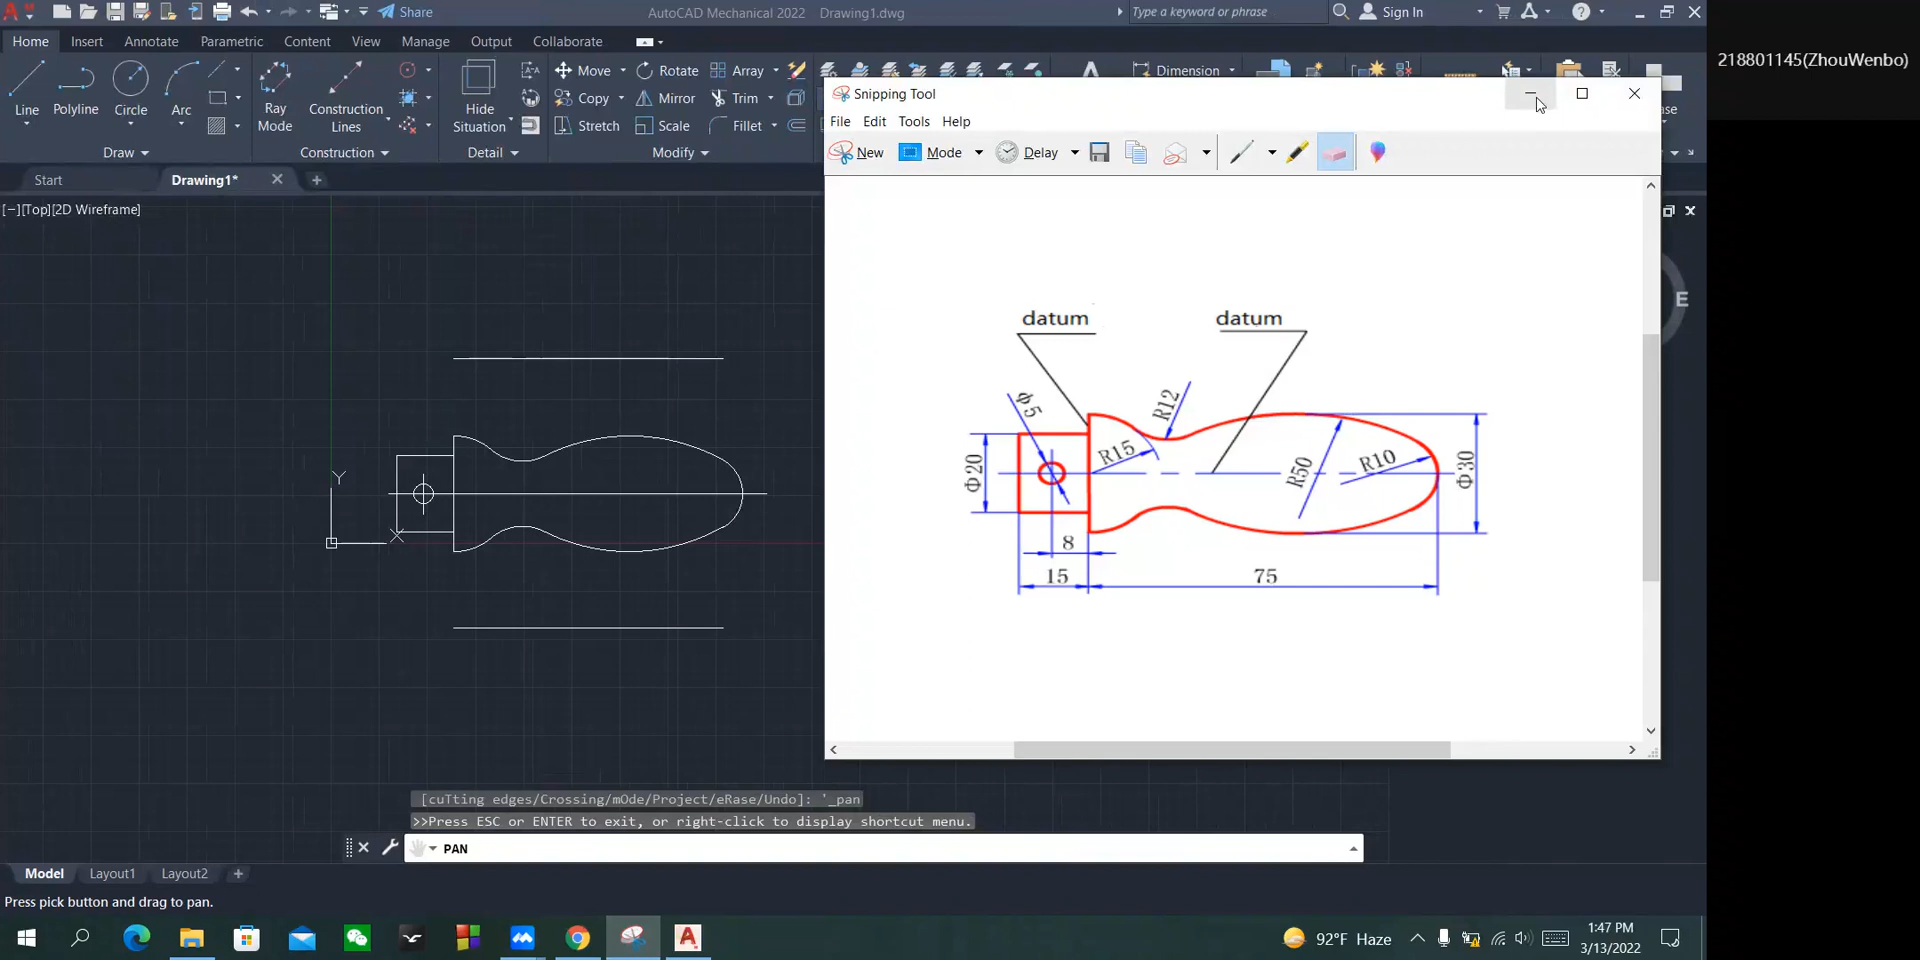 Share
AutoCAD Mechanical 2022 Drawing1.dwg
Type a keyword or phrase
Sign In
218801145(ZhouWenbo)
Home Insert Annotate Parametric Content View Manage Output Collaborate
Line Polyline Circle Arc
Ray Mode
Construction Lines
Hide Situation
Move Rotate Array
Copy Mirror Trim
Stretch Scale Fillet
Dimension
Draw Construction Detail Modify
Snipping Tool
File Edit Tools Help
New Mode Delay
Start Drawing1*
[−][Top][2D Wireframe]
E
Y
X
datum datum
Φ5
R12
R15
Φ20
R50
R10
Φ30
8
15 75
[cuTting edges/Crossing/mOde/Project/eRase/Undo]: '_pan
>>Press ESC or ENTER to exit, or right-click to display shortcut menu.
PAN
Model Layout1 Layout2
Press pick button and drag to pan.
92°F Haze
1:47 PM
3/13/2022